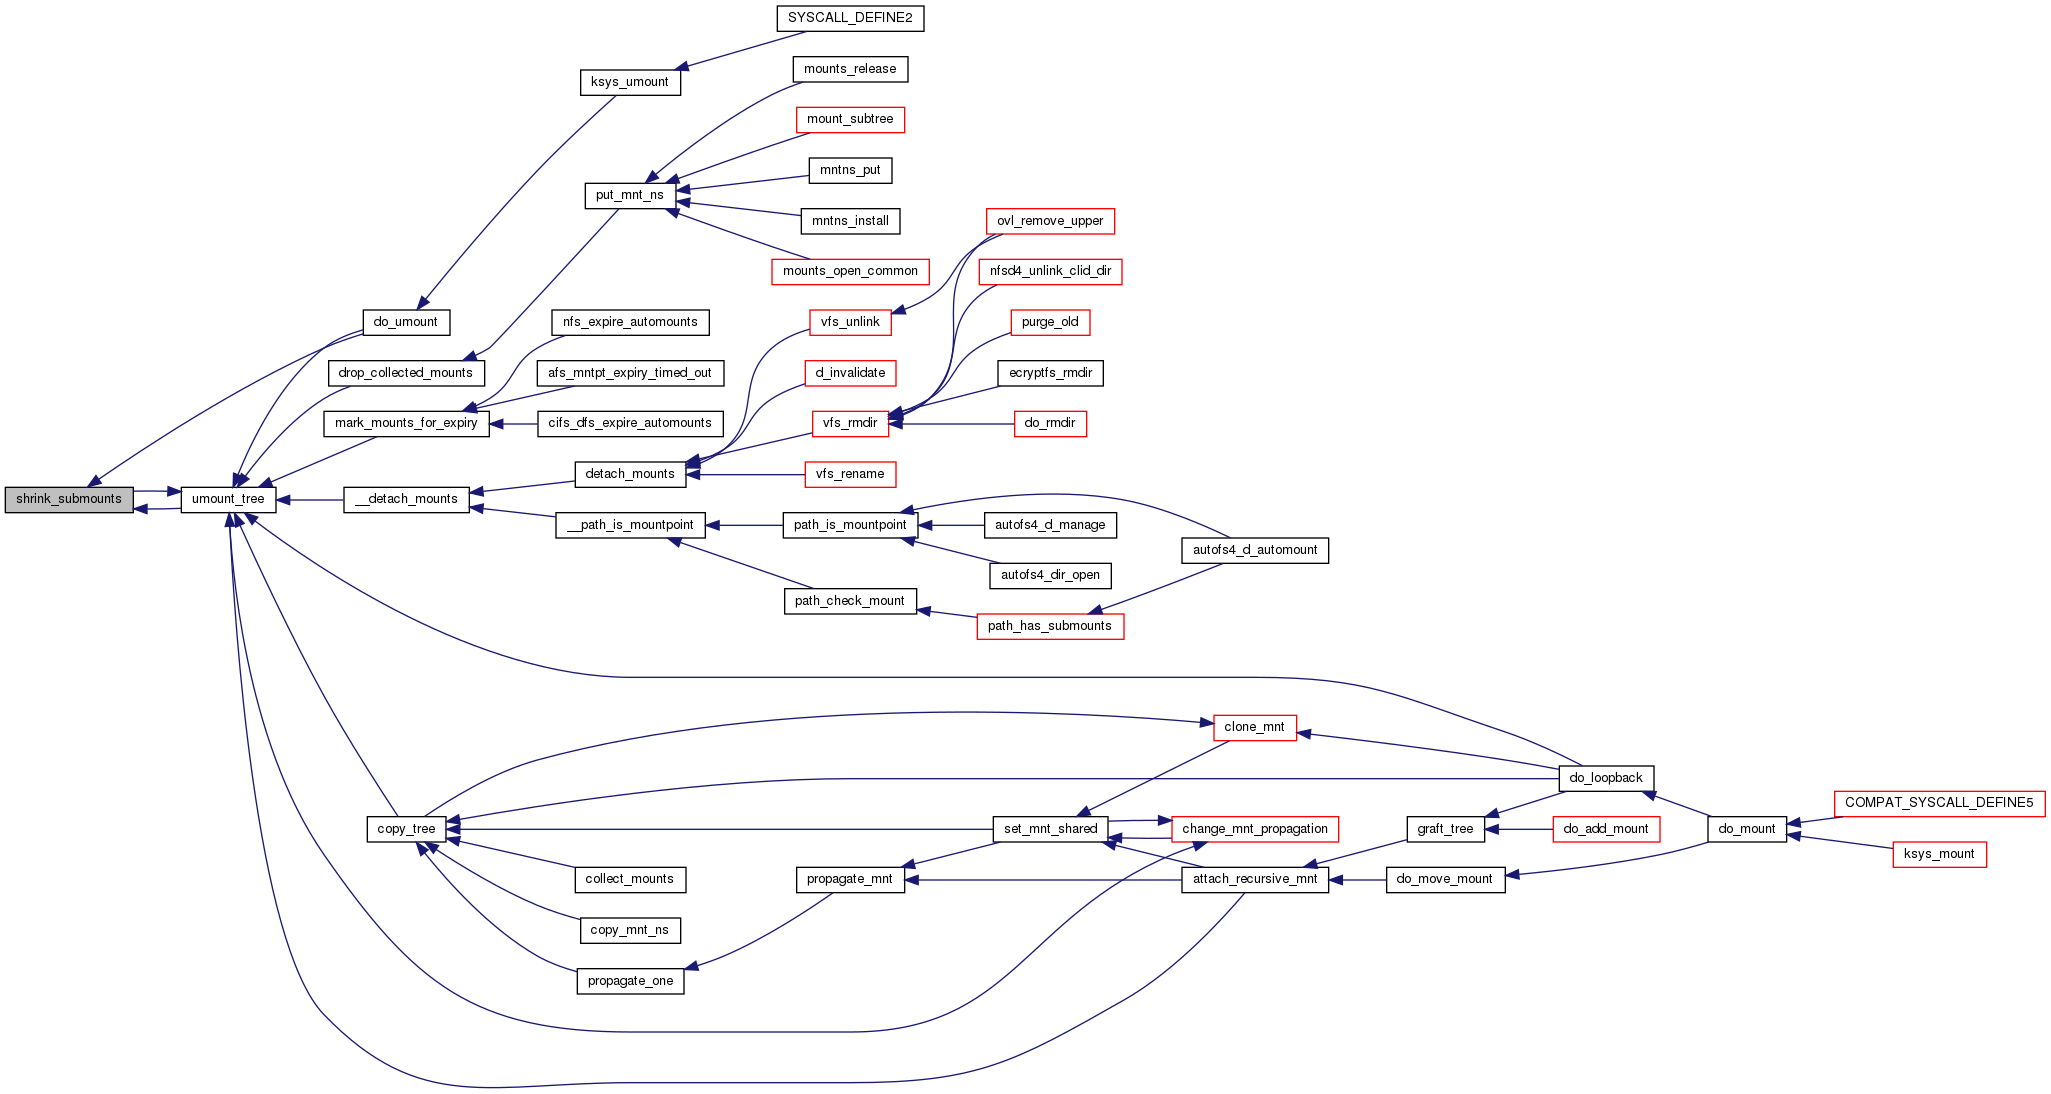 SYSCALL_DEFINE2
ksys_umount
mounts_release
mount_subtree
mntns_put
put_mnt_ns
mntns_install
ovl_remove_upper
mounts_open_common
nfsd4_unlink_clid_dir
do_umount
nfs_expire_automounts
vfs_unlink
purge_old
drop_collected_mounts
afs_mntpt_expiry_timed_out
d_invalidate
ecryptfs_rmdir
mark_mounts_for_expiry
cifs_dfs_expire_automounts
vfs_rmdir
do_rmdir
detach_mounts
vfs_rename
shrink_submounts
umount_tree
__detach_mounts
__path_is_mountpoint
path_is_mountpoint
autofs4_d_manage
autofs4_d_automount
autofs4_dir_open
path_check_mount
path_has_submounts
clone_mnt
do_loopback
COMPAT_SYSCALL_DEFINE5
copy_tree
set_mnt_shared
change_mnt_propagation
graft_tree
do_add_mount
do_mount
ksys_mount
collect_mounts
propagate_mnt
attach_recursive_mnt
do_move_mount
copy_mnt_ns
propagate_one